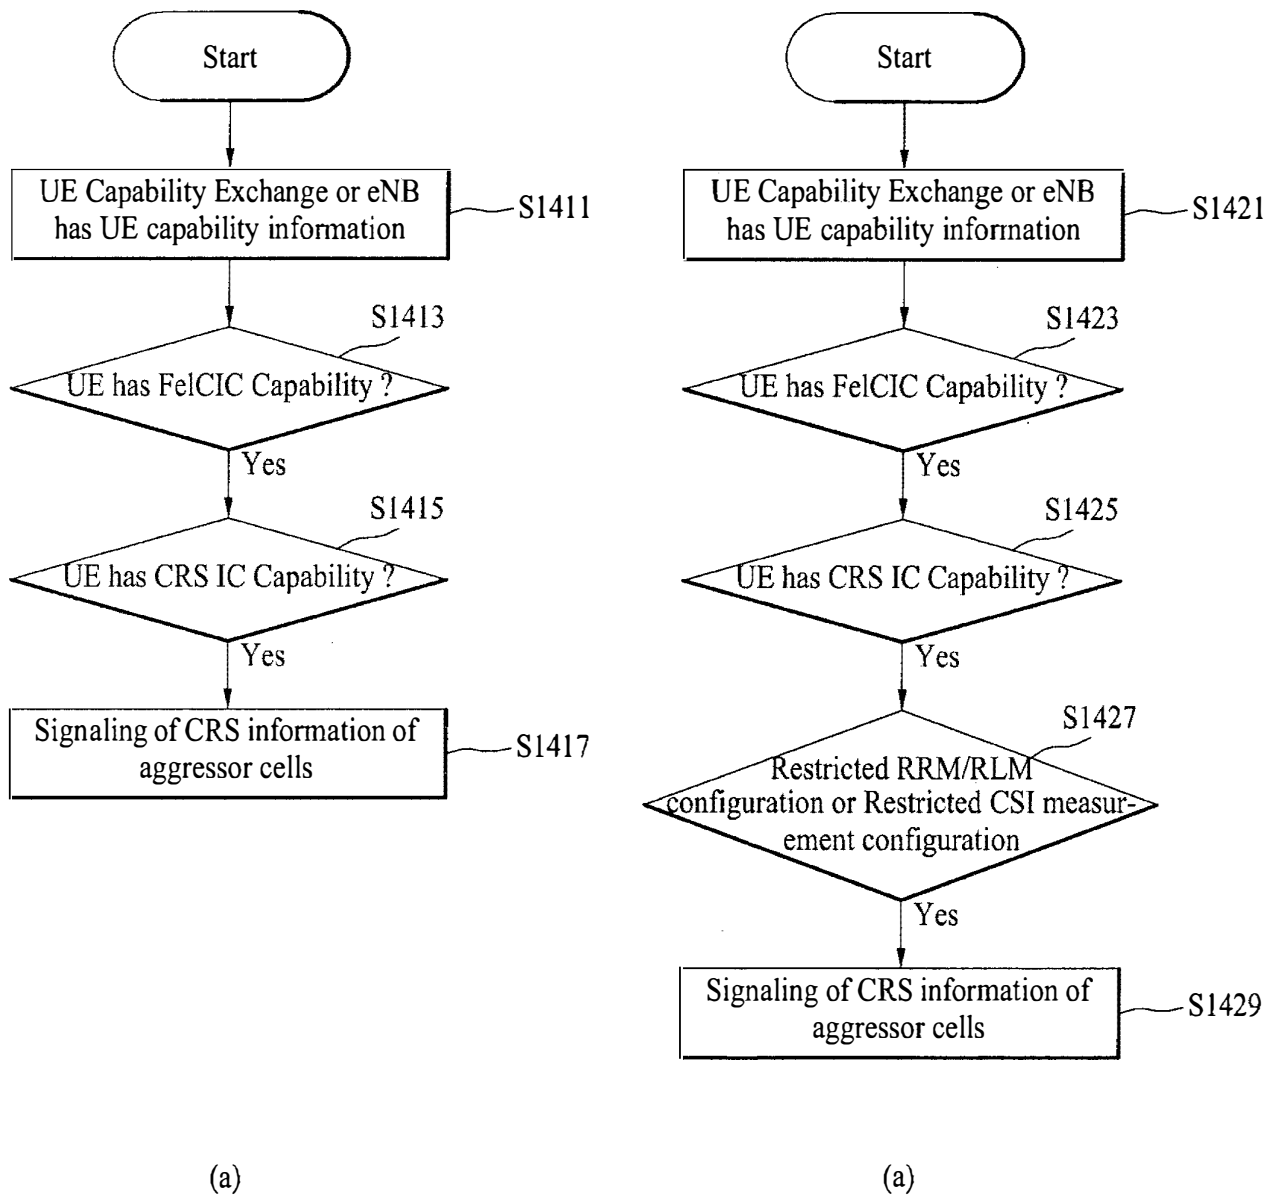 Start
UE Capability Exchange or eNB
has UE capability information
S1411
S1413
UE has FelCIC Capability ?
Yes
S1415
UE has CRS IC Capability ?
Yes
Signaling of CRS information of
aggressor cells
S1417
(a)
Start
UE Capability Exchange or eNB
has UE capability information
S1421
S1423
UE has FelCIC Capability ?
Yes
S1425
UE has CRS IC Capability ?
Yes
S1427
Restricted RRM/RLM
configuration or Restricted CSI measur-
ement configuration
Yes
Signaling of CRS information of
aggressor cells
S1429
(a)